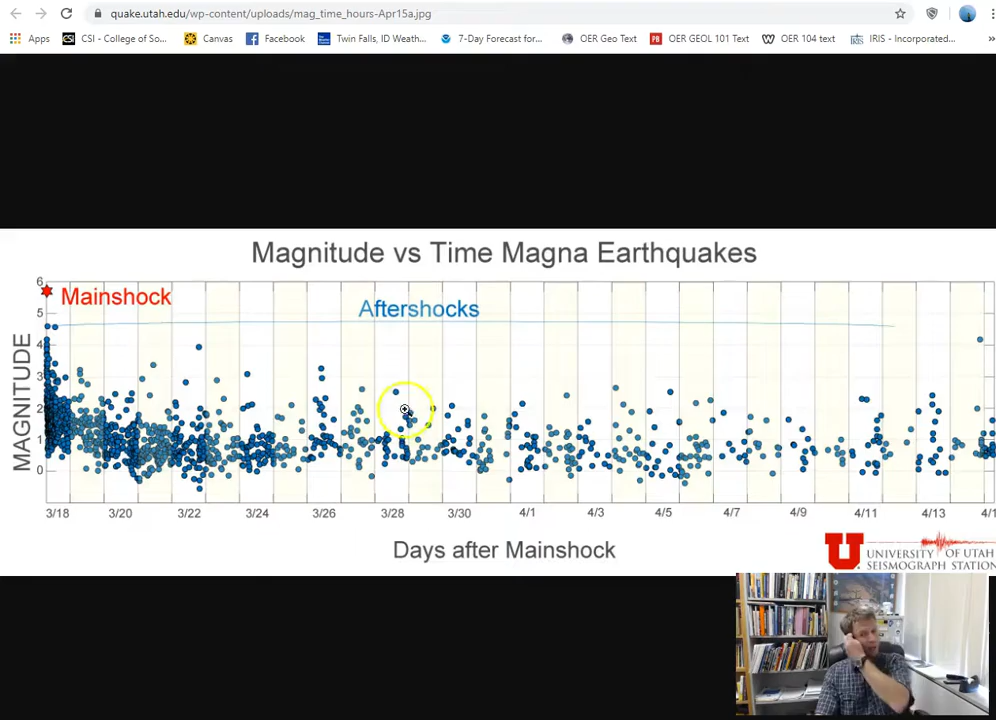 quake.utah.edu/wp-content/uploads/mag_time_hours-Apr15a.jpg
Apps CSI - College of So... Canvas Facebook Twin Falls, ID Weath... 7-Day Forecast for... OER Geo Text OER GEOL 101 Text OER 104 text IRIS - Incorporated... »
Magnitude vs Time Magna Earthquakes
Mainshock
Aftershocks
MAGNITUDE
6
5
4
3
2
1
0
3/18 3/20 3/22 3/24 3/26 3/28 3/30 4/1 4/3 4/5 4/7 4/9 4/11 4/13 4/1
Days after Mainshock
U UNIVERSITY OF UTAH
SEISMOGRAPH STATION